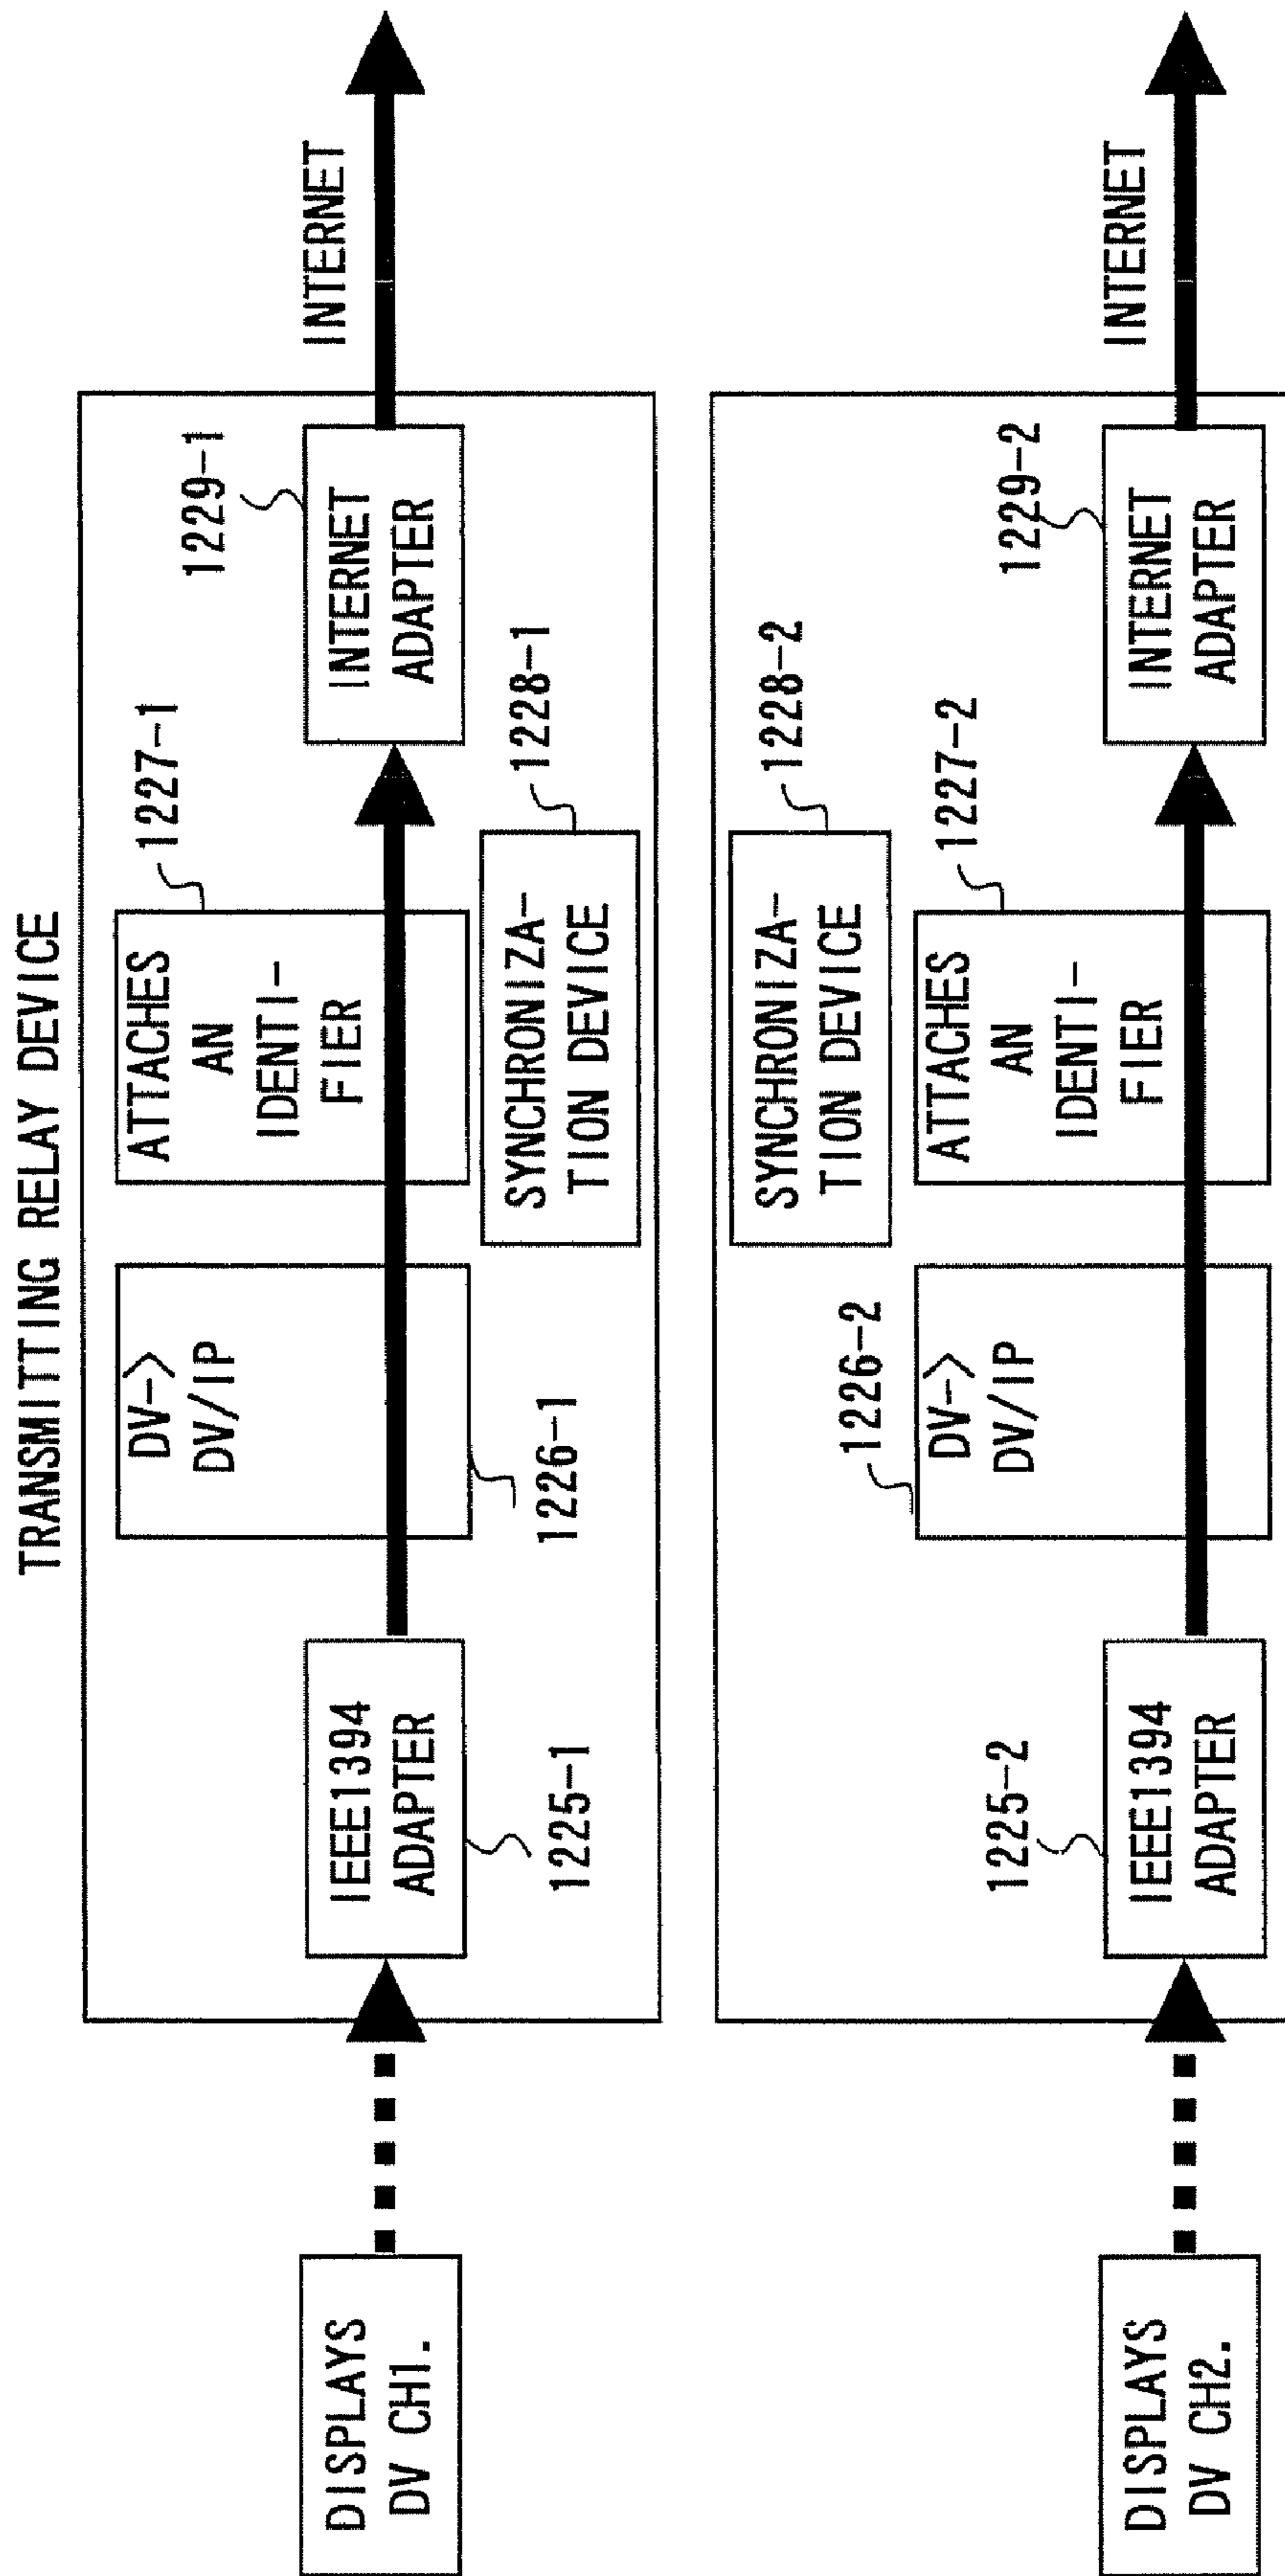 TRANSMITTING RELAY DEVICE
DISPLAYS
DV CH1.
IEEE1394
ADAPTER
1225-1
DV->
DV/IP
1226-1
ATTACHES
AN
IDENTI-
FIER
1227-1
SYNCHRONIZA-
TION DEVICE
1228-1
INTERNET
ADAPTER
1229-1
INTERNET
DISPLAYS
DV CH2.
IEEE1394
ADAPTER
1225-2
DV->
DV/IP
1226-2
ATTACHES
AN
IDENTI-
FIER
1227-2
SYNCHRONIZA-
TION DEVICE
1228-2
INTERNET
ADAPTER
1229-2
INTERNET